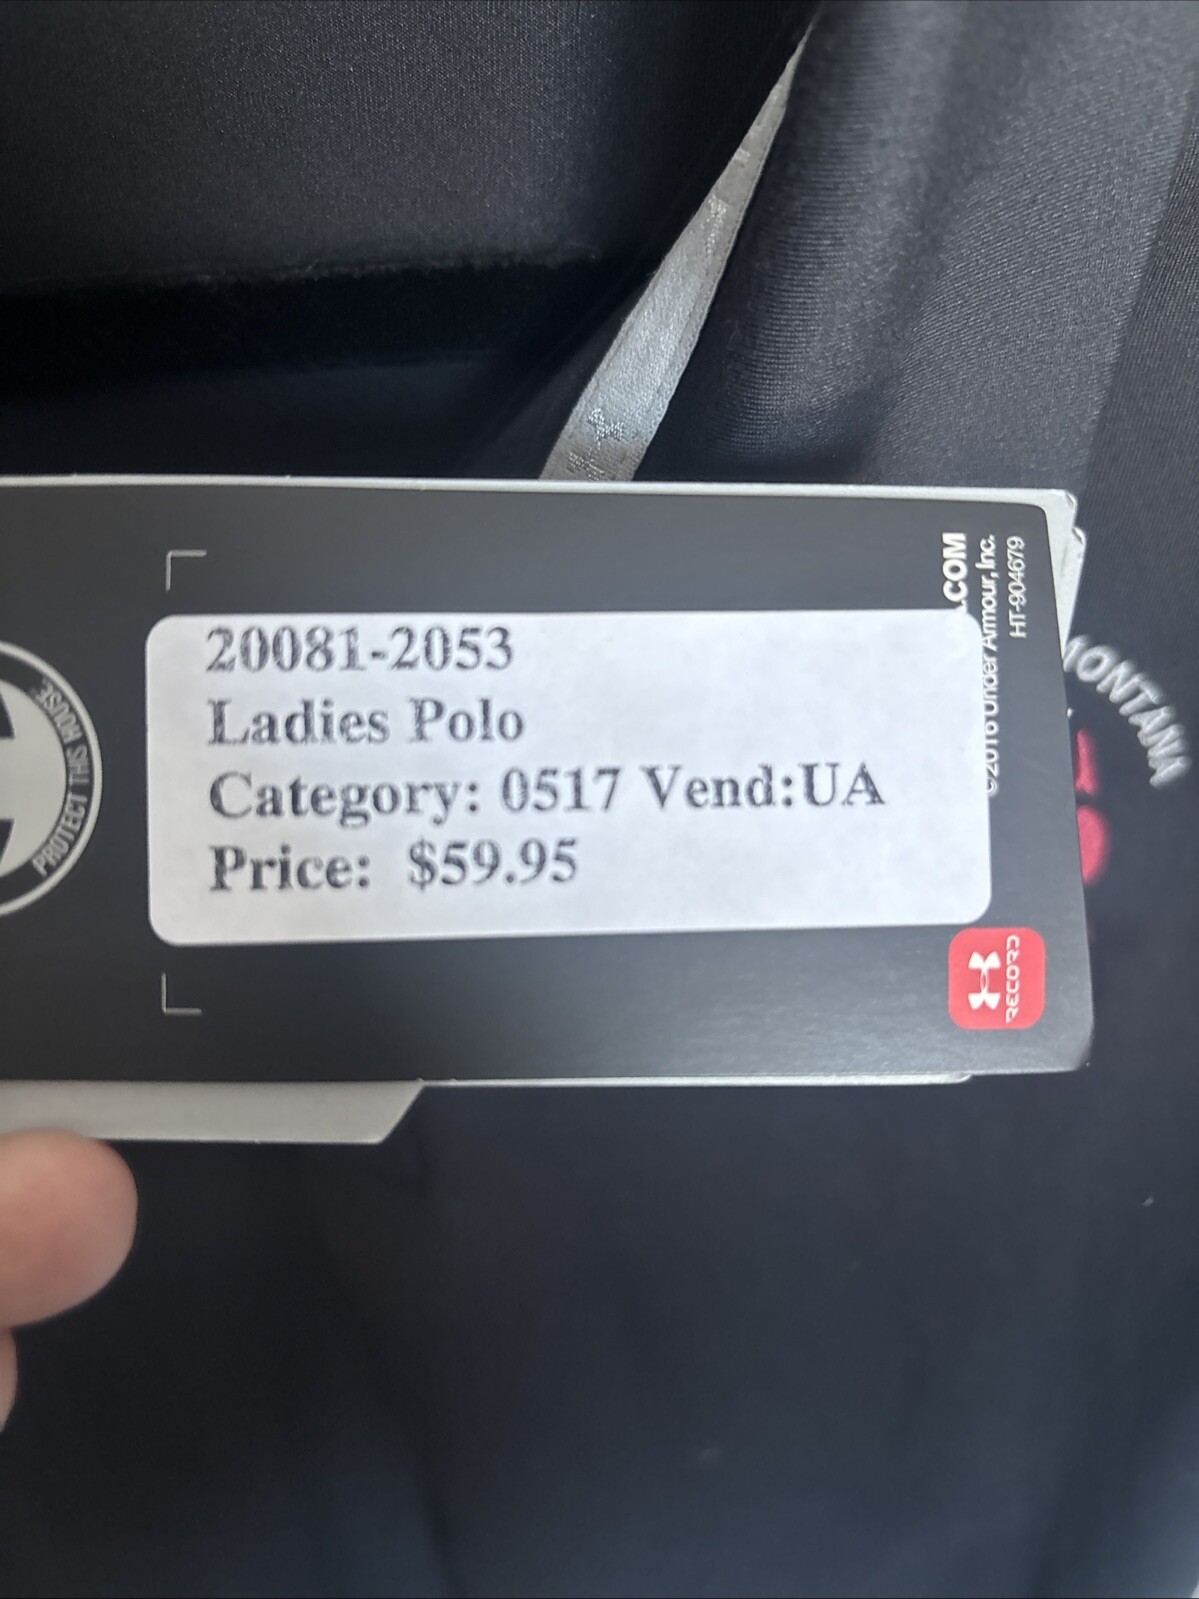 20081-2053
Ladies Polo
Category: 0517 Vend:UA
Price: $59.95
.COM
©2016 Under Armour, Inc.
HT-904679
RECORD
PROTECT THIS HOUSE.
MONTANA